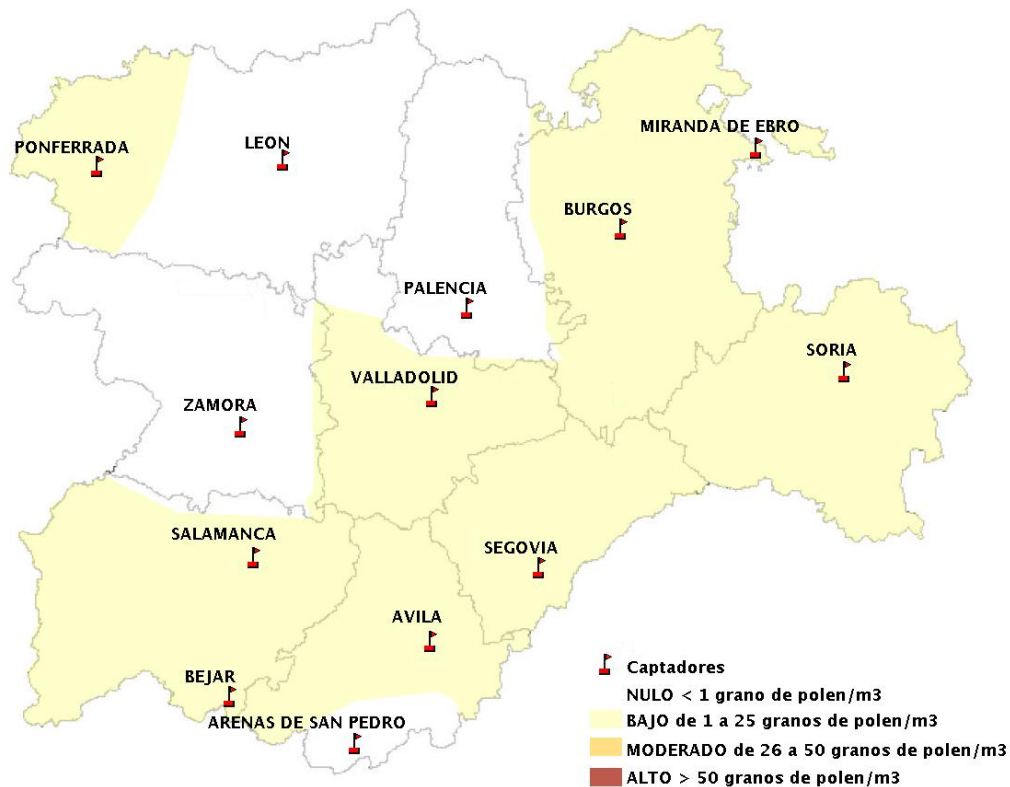 MIRANDA DE EBRO
PONFERRADA
LEON
BURGOS
PALENCIA
SORIA
VALLADOLID
ZAMORA
SALAMANCA
SEGOVIA
AVILA
BEJAR
ARENAS DE SAN PEDRO
Captadores
NULO < 1 grano de polen/m3
BAJO de 1 a 25 granos de polen/m3
MODERADO de 26 a 50 granos de polen/m3
ALTO > 50 granos de polen/m3